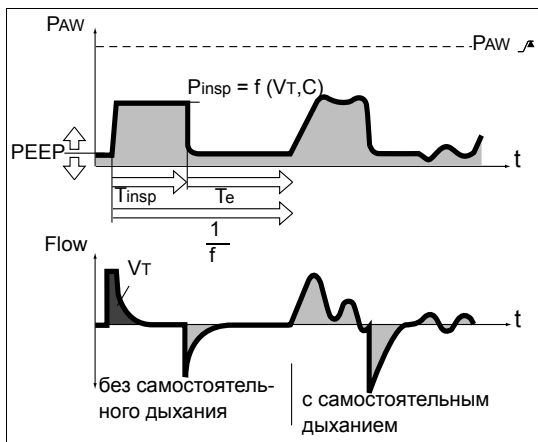 PAW
PAW
Pinsp = f (VT,C)
PEEP
t
Tinsp
Te
1
f
Flow
VT
t
без самостоятель-
ного дыхания
с самостоятельным
дыханием